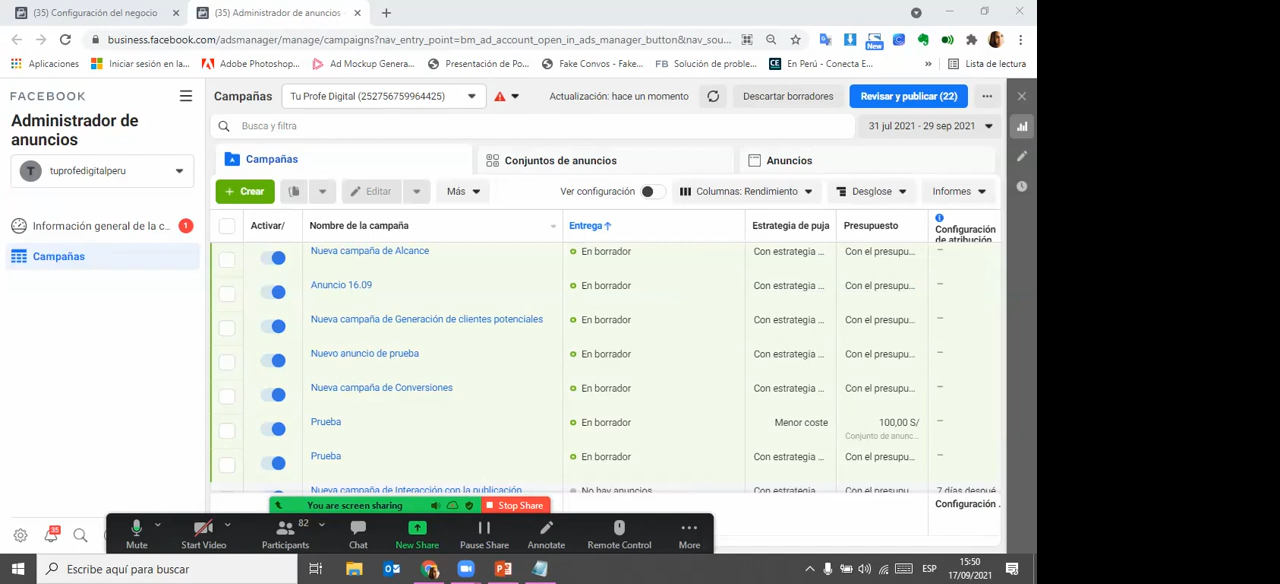 (35) Configuración del negocio
(35) Administrador de anuncios -
business.facebook.com/adsmanager/manage/campaigns?nav_entry_point=bm_ad_account_open_in_ads_manager_button&nav_sou...
New
Aplicaciones
Iniciar sesión en la...
Adobe Photoshop...
Ad Mockup Genera...
Presentación de Po...
Fake Convos - Fake...
FB Solución de proble...
CE En Perú - Conecta E...
»
Lista de lectura
FACEBOOK
Administrador de
anuncios
T tuprofedigitalperu
Información general de la c... 1
Campañas
Campañas
Tu Profe Digital (252756759964425)
Actualización: hace un momento
Descartar borradores
Revisar y publicar (22)
Busca y filtra
31 jul 2021 - 29 sep 2021
Campañas
Conjuntos de anuncios
Anuncios
+ Crear
Editar
Más
Ver configuración
Columnas: Rendimiento
Desglose
Informes
Activar/
Nombre de la campaña
Entrega↑
Estrategia de puja
Presupuesto
Configuración
de atribución
Nueva campaña de Alcance
En borrador
Con estrategia ...
Con el presupu...
–
Anuncio 16.09
En borrador
Con estrategia ...
Con el presupu...
–
Nueva campaña de Generación de clientes potenciales
En borrador
Con estrategia ...
Con el presupu...
–
Nuevo anuncio de prueba
En borrador
Con estrategia ...
Con el presupu...
–
Nueva campaña de Conversiones
En borrador
Con estrategia ...
Con el presupu...
–
Prueba
En borrador
Menor coste
100,00 S/
Conjunto de anunc...
–
Prueba
En borrador
Con estrategia ...
Con el presupu...
–
Nueva campaña de Interacción con la publicación
No hay anuncios
Con estrategia ...
Con el presupu...
7 días despué
Configuración .
You are screen sharing
Stop Share
35
Mute
Start Video
82
Participants
Chat
New Share
Pause Share
Annotate
Remote Control
More
Escribe aquí para buscar
ESP
15:50
17/09/2021